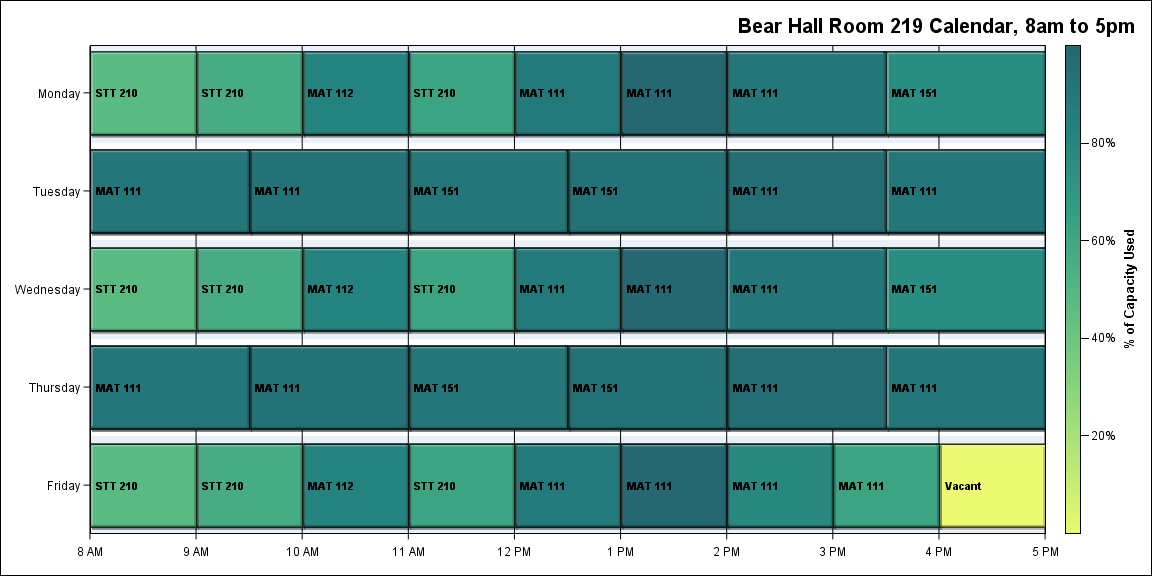 Bear Hall Room 219 Calendar, 8am to 5pm
Monday
STT 210
STT 210
MAT 112
STT 210
MAT 111
MAT 111
MAT 111
MAT 151
Tuesday
MAT 111
MAT 111
MAT 151
MAT 151
MAT 111
MAT 111
Wednesday
STT 210
STT 210
MAT 112
STT 210
MAT 111
MAT 111
MAT 111
MAT 151
Thursday
MAT 111
MAT 111
MAT 151
MAT 151
MAT 111
MAT 111
Friday
STT 210
STT 210
MAT 112
STT 210
MAT 111
MAT 111
MAT 111
MAT 111
Vacant
8 AM
9 AM
10 AM
11 AM
12 PM
1 PM
2 PM
3 PM
4 PM
5 PM
80%
60%
40%
20%
% of Capacity Used